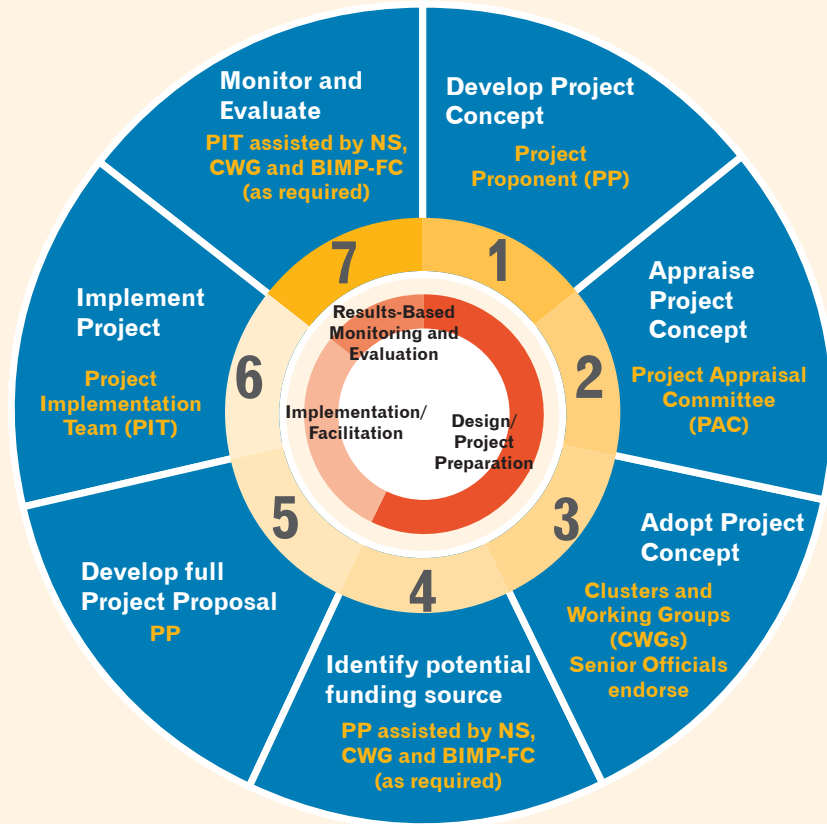 Develop Project
Concept
Project
Proponent (PP)
1
Appraise
Project
Concept
Project Appraisal
Committee
(PAC)
2
Adopt Project
Concept
Clusters and
Working Groups
(CWGs)
Senior Officials
endorse
3
Identify potential
funding source
PP assisted by NS,
CWG and BIMP-FC
(as required)
4
Develop full
Project Proposal
PP
5
Implement
Project
Project
Implementation
Team (PIT)
6
Monitor and
Evaluate
PIT assisted by NS,
CWG and BIMP-FC
(as required)
7
Results-Based
Monitoring and
Evaluation
Implementation/
Facilitation
Design/
Project
Preparation